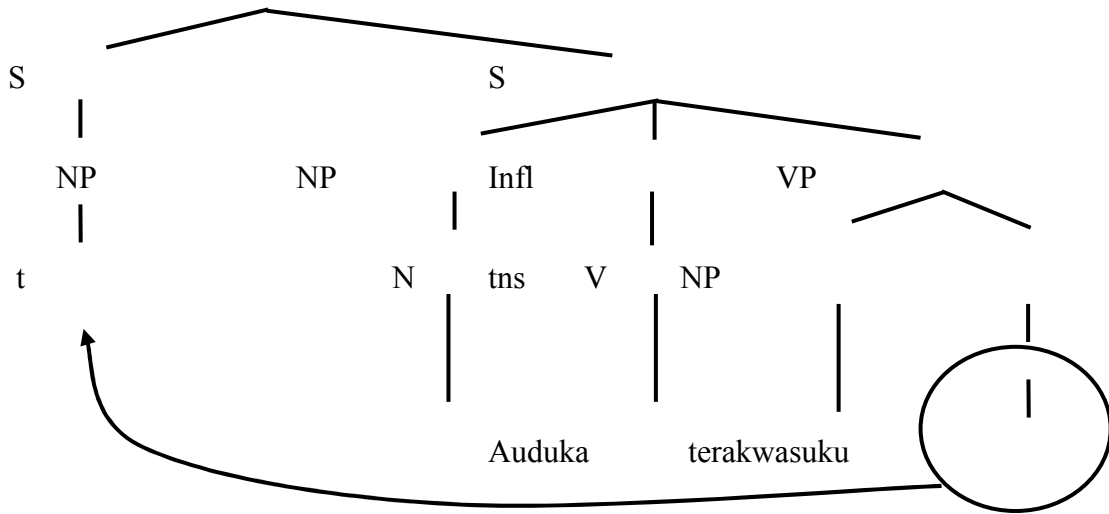 S S
NP NP Infl VP
t N tns V NP
Auduka terakwasuku